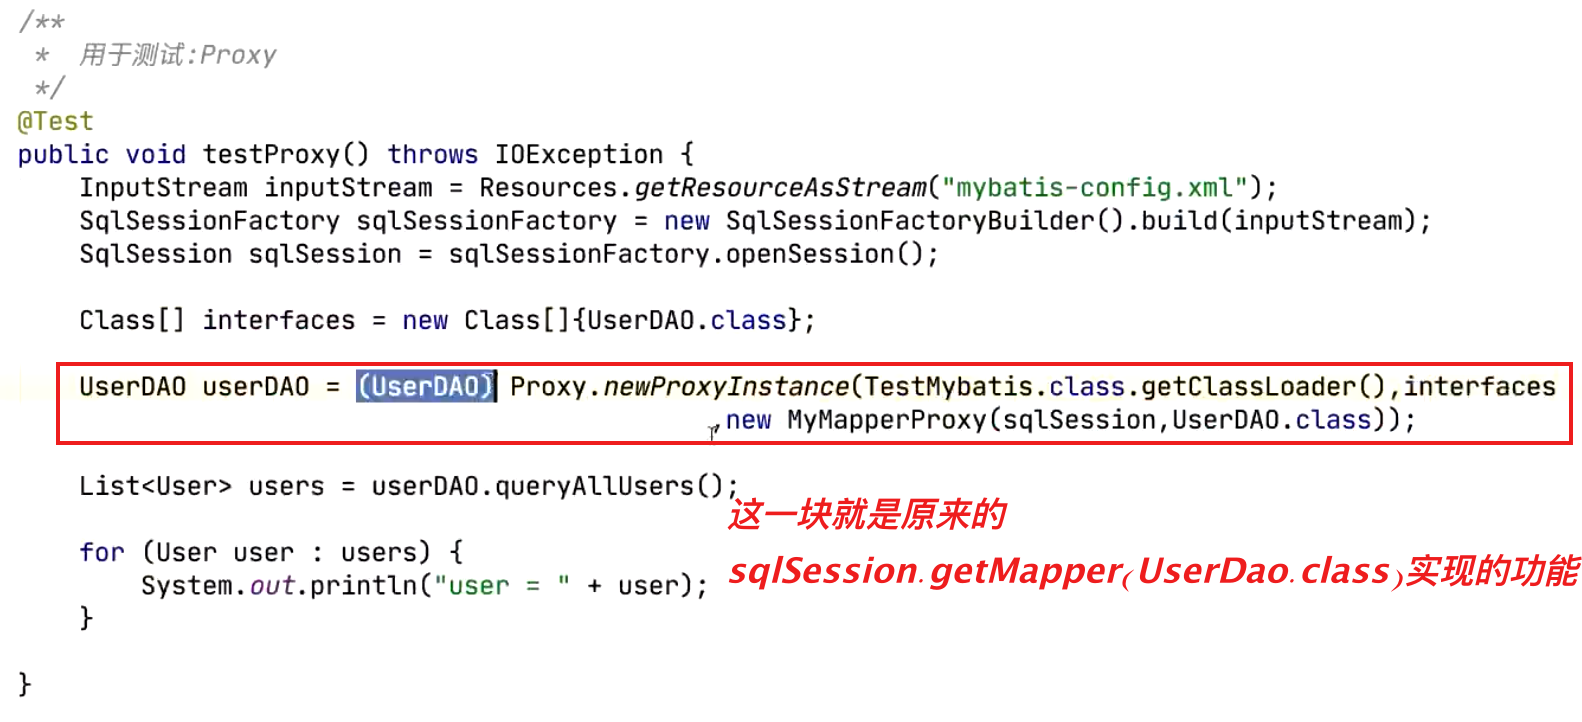 /**
 * 用于测试:Proxy
 */
@Test
public void testProxy() throws IOException {
    InputStream inputStream = Resources.getResourceAsStream("mybatis-config.xml");
    SqlSessionFactory sqlSessionFactory = new SqlSessionFactoryBuilder().build(inputStream);
    SqlSession sqlSession = sqlSessionFactory.openSession();
    Class[] interfaces = new Class[]{UserDAO.class};
    UserDAO userDAO = (UserDAO) Proxy.newProxyInstance(TestMybatis.class.getClassLoader(),interfaces
                                         ,new MyMapperProxy(sqlSession,UserDAO.class));
    List<User> users = userDAO.queryAllUsers();
这一块就是原来的
sqlSession.getMapper(UserDao.class)实现的功能
    for (User user : users) {
        System.out.println("user = " + user);
    }
}